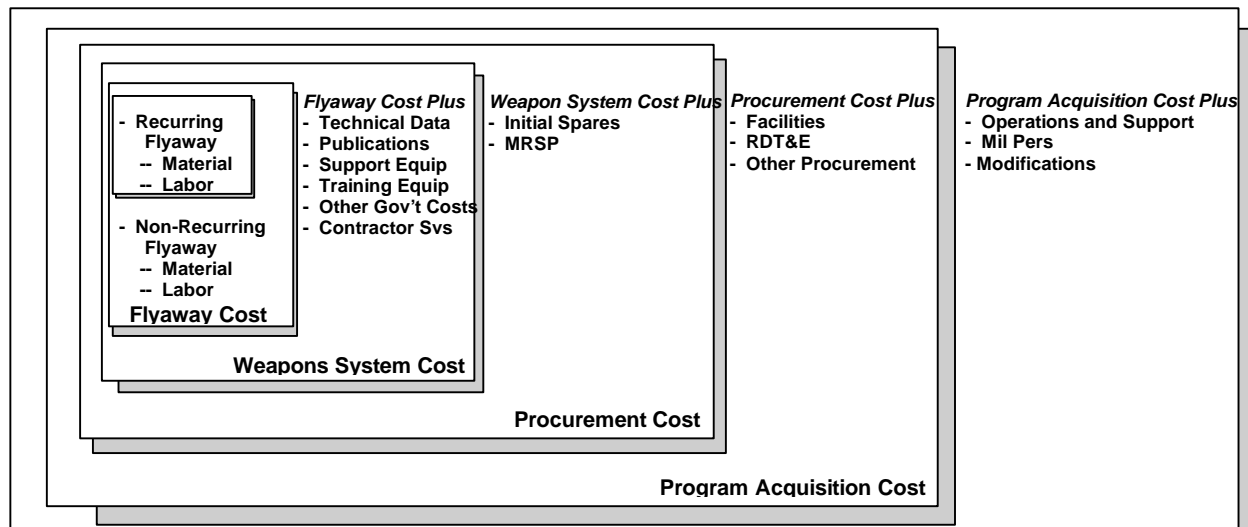 - Recurring
Flyaway
-- Material
-- Labor
- Non-Recurring
Flyaway
-- Material
-- Labor
Flyaway Cost
Flyaway Cost Plus
- Technical Data
- Publications
- Support Equip
- Training Equip
- Other Gov't Costs
- Contractor Svs
Weapons System Cost
Weapon System Cost Plus
- Initial Spares
- MRSP
Procurement Cost
Procurement Cost Plus
- Facilities
- RDT&E
- Other Procurement
Program Acquisition Cost
Program Acquisition Cost Plus
- Operations and Support
- Mil Pers
- Modifications